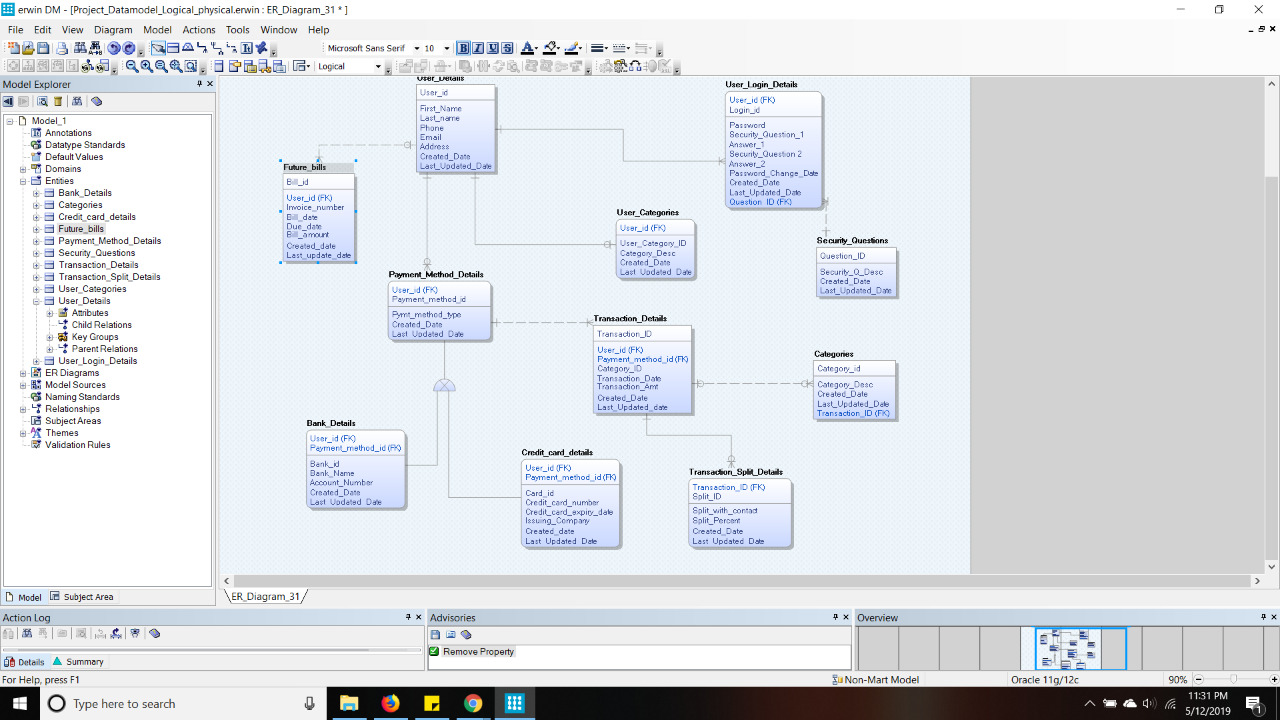 erwin DM - [Project_Datamodel_Logical_physical.erwin : ER_Diagram_31 * ]
File Edit View Diagram Model Actions Tools Window Help
Microsoft Sans Serif 10 B I U S
Logical
Model Explorer
Model_1
Annotations
Datatype Standards
Default Values
Domains
Entities
Bank_Details
Categories
Credit_card_details
Future_bills
Payment_Method_Details
Security_Questions
Transaction_Details
Transaction_Split_Details
User_Categories
User_Details
Attributes
Child Relations
Key Groups
Parent Relations
User_Login_Details
ER Diagrams
Model Sources
Naming Standards
Relationships
Subject Areas
Themes
Validation Rules
Model Subject Area
User_Details
User_id
First_Name
Last_name
Phone
Email
Address
Created_Date
Last_Updated_Date
User_Login_Details
User_id (FK)
Login_id
Password
Security_Question_1
Answer_1
Security_Question 2
Answer_2
Password_Change_Date
Created_Date
Last_Updated_Date
Question_ID (FK)
Future_bills
Bill_id
User_id (FK)
Invoice_number
Bill_date
Due_date
Bill_amount
Created_date
Last_update_date
User_Categories
User_id (FK)
User_Category_ID
Category_Desc
Created_Date
Last_Updated_Date
Security_Questions
Question_ID
Security_Q_Desc
Created_Date
Last_Updated_Date
Payment_Method_Details
User_id (FK)
Payment_method_id
Pymt_method_type
Created_Date
Last_Updated_Date
Transaction_Details
Transaction_ID
User_id (FK)
Payment_method_id (FK)
Category_ID
Transaction_Date
Transaction_Amt
Created_Date
Last_Updated_date
Categories
Category_id
Category_Desc
Created_Date
Last_Updated_Date
Transaction_ID (FK)
Bank_Details
User_id (FK)
Payment_method_id (FK)
Bank_id
Bank_Name
Account_Number
Created_Date
Last_Updated_Date
Credit_card_details
User_id (FK)
Payment_method_id (FK)
Card_id
Credit_card_number
Credit_card_expiry_date
Issuing_Company
Created_date
Last_Updated_Date
Transaction_Split_Details
Transaction_ID (FK)
Split_ID
Split_with_contact
Split_Percent
Created_Date
Last_Updated_Date
ER_Diagram_31
Action Log
Details Summary
Advisories
Remove Property
Overview
For Help, press F1
Non-Mart Model
Oracle 11g/12c
90%
Type here to search
11:31 PM
5/12/2019
1